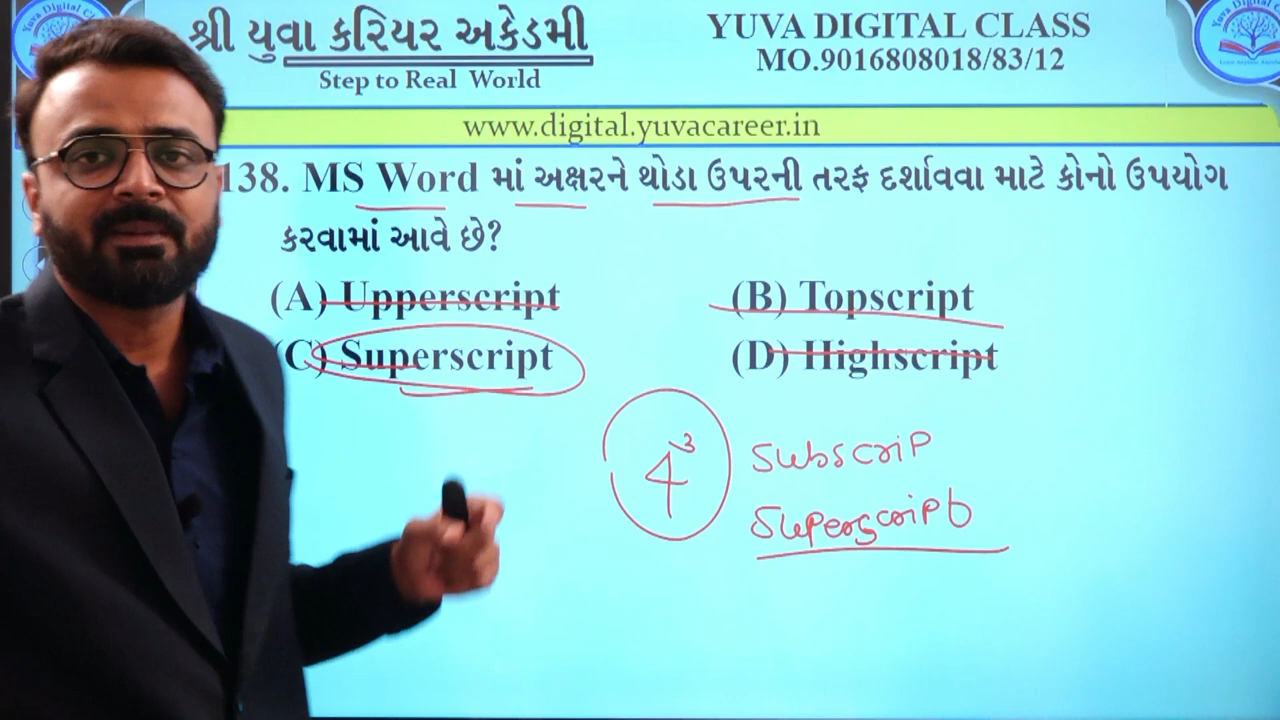 શ્રી યુવા કરિયર અકેડમી
Step to Real World
YUVA DIGITAL CLASS
MO.9016808018/83/12
www.digital.yuvacareer.in
138. MS Word માં અક્ષરને થોડા ઉપરની તરફ દર્શાવવા માટે કોનો ઉપયોગ
કરવામાં આવે છે?
(A) Upperscript (B) Topscript
(C) Superscript (D) Highscript
4³
Subscrip
Superscript